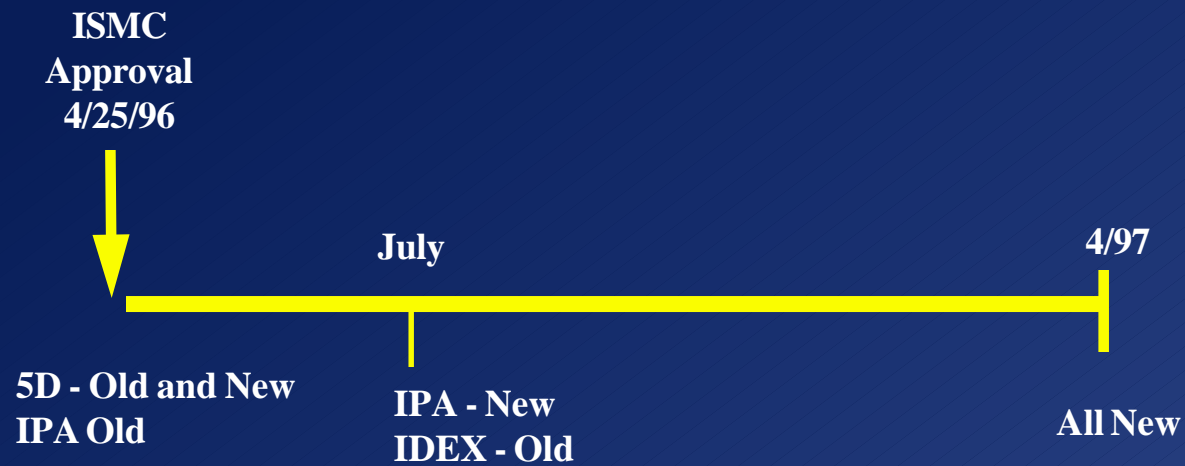 ISMC
Approval
4/25/96
July
4/97
5D - Old and New
IPA Old
IPA - New
IDEX - Old
All New